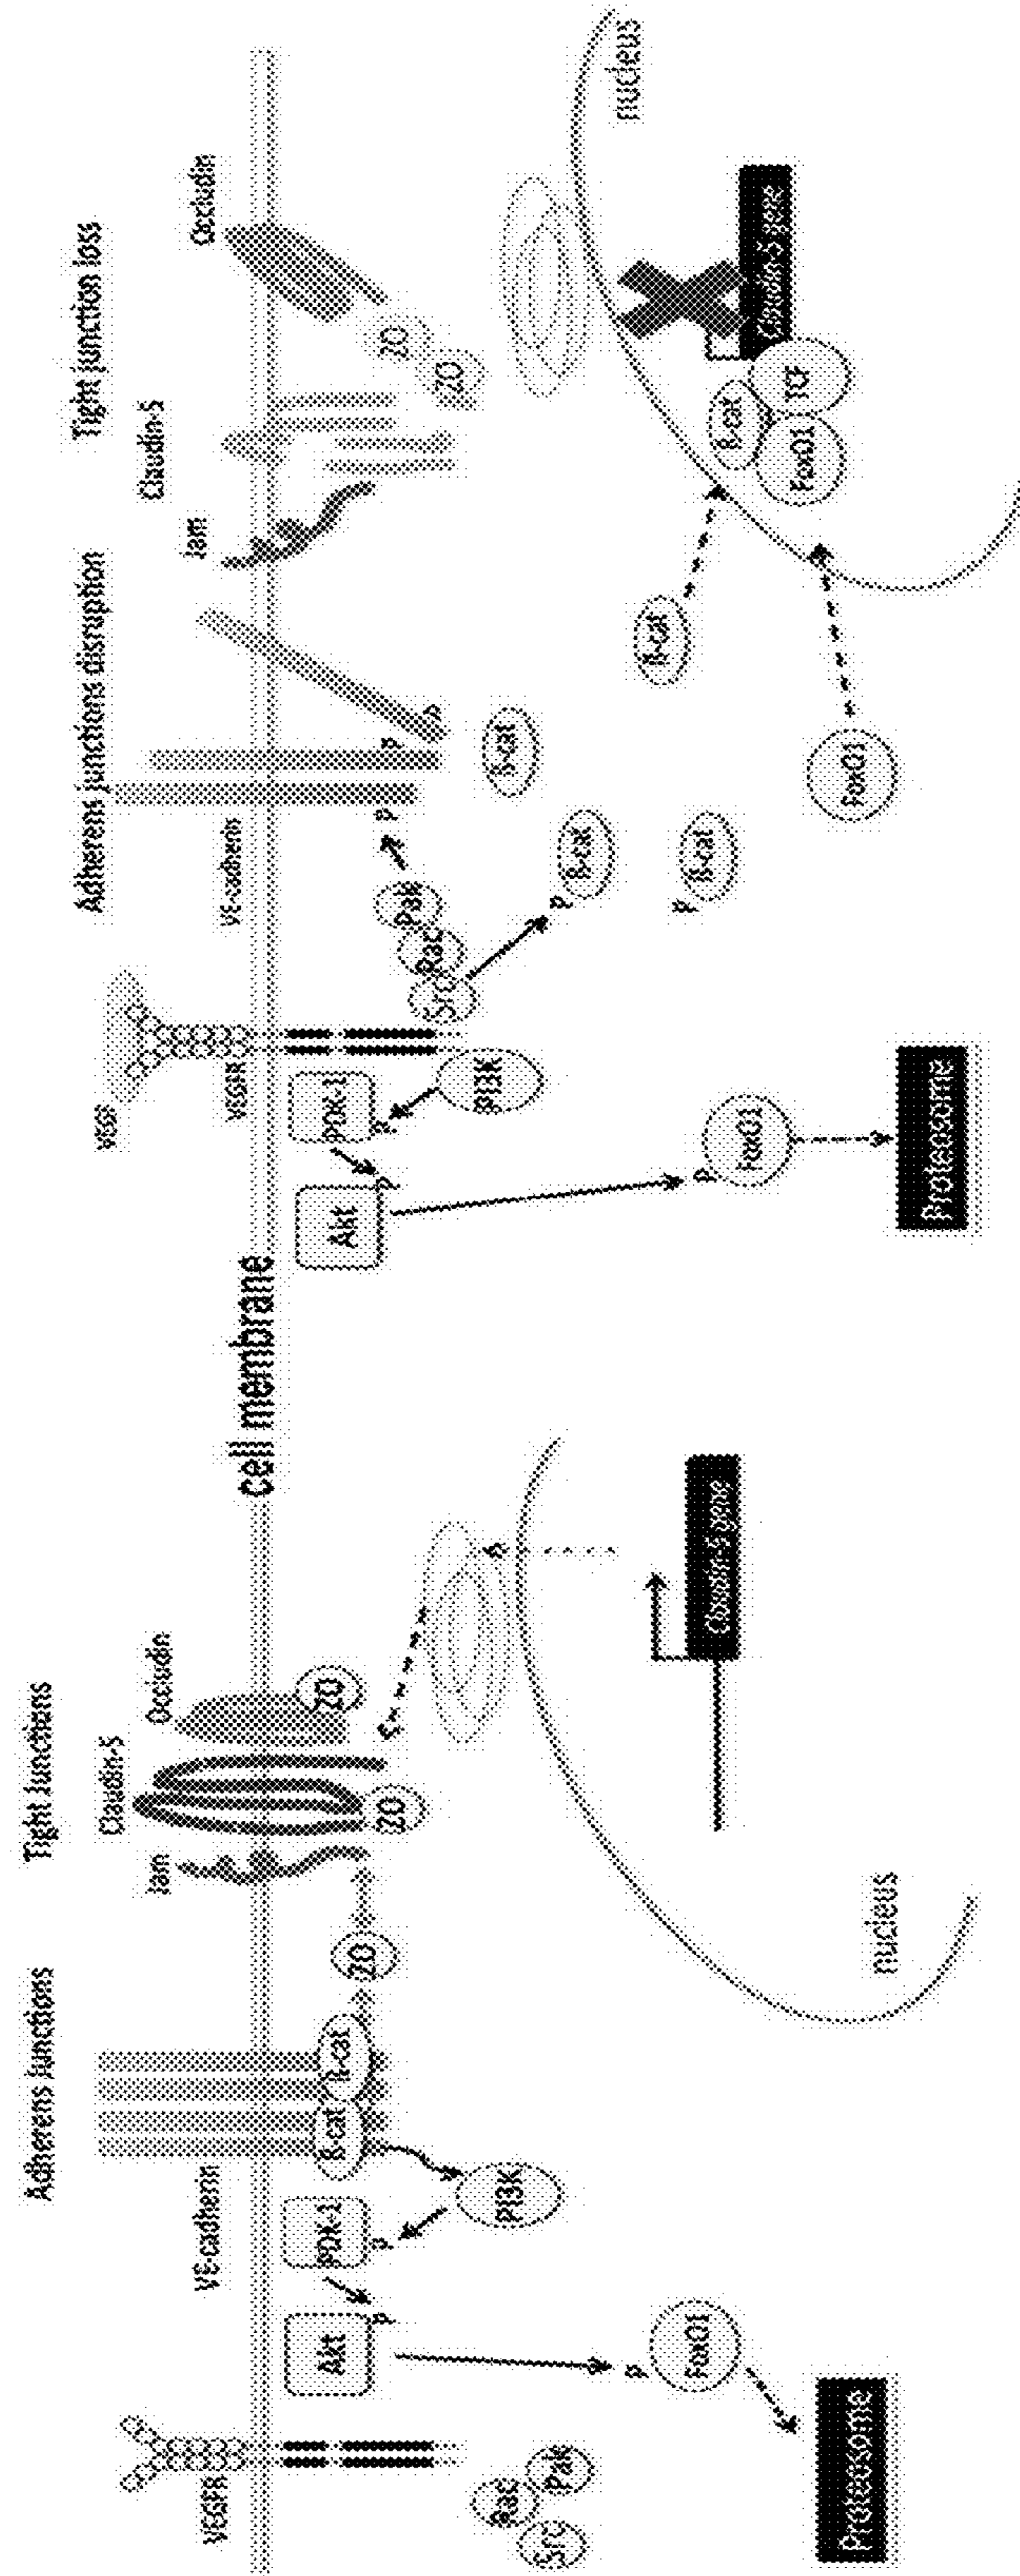 Adherens Junctions
Tight Junctions
VEGFR
VE-cadherin
Jam
Claudin-5
Occludin
cell membrane
Akt
p
PDK-1
p
PI3K
β-cat
β-cat
ZO
ZO
ZO
Src
Rac
Pak
p
FoxO1
Proteosome
nucleus
Claudin-5 gene
Adherens junctions disruption
Tight junction loss
VEGF
VEGFR
VE-cadherin
Jam
Claudin-5
Occludin
Akt
p
PDK-1
p
PI3K
Src
Rac
Pak
p
p
p
ZO
ZO
β-cat
p
β-cat
p
β-cat
β-cat
p
FoxO1
Proteosome
FoxO1
β-cat
FoxO1
TCF
Claudin-5 gene
nucleus